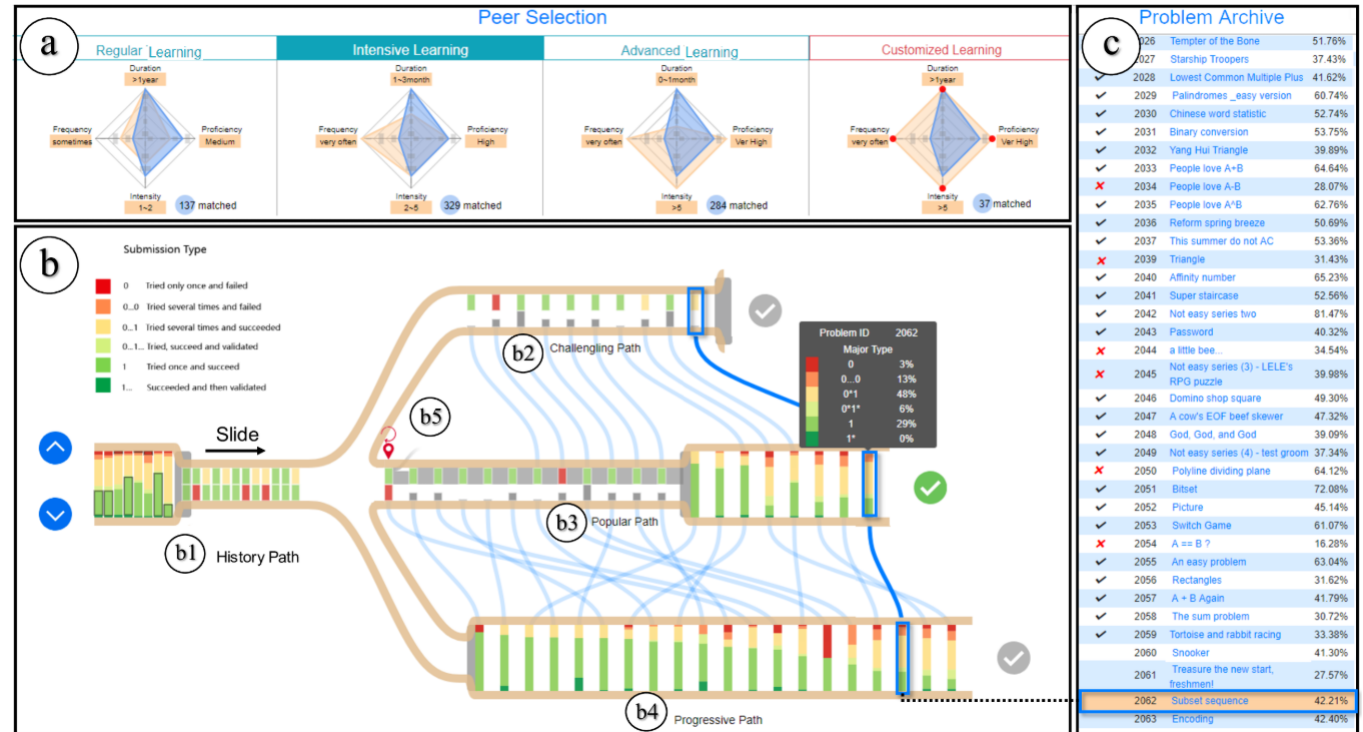 Peer Selection
a
Regular Learning
Duration
>1year
Frequency
sometimes
Proficiency
Medium
Intensity
1~2
137 matched
Intensive Learning
Duration
1~3month
Frequency
very often
Proficiency
High
Intensity
2~5
329 matched
Advanced Learning
Duration
0~1month
Frequency
very often
Proficiency
Ver High
Intensity
>5
284 matched
Customized Learning
Duration
>1year
Frequency
very often
Proficiency
Ver High
Intensity
>5
37 matched
b
Submission Type
0 Tried only once and failed
0...0 Tried several times and failed
0...1 Tried several times and succeeded
0...1... Tried, succeed and validated
1 Tried once and succeed
1... Succeeded and then validated
b2
Challengling Path
Problem ID 2062
Major Type
0 3%
0...0 13%
0*1 48%
0*1* 6%
1 29%
1* 0%
b5
Slide
b1
History Path
b3
Popular Path
b4
Progressive Path
Problem Archive
c
026 Tempter of the Bone 51.76%
027 Starship Troopers 37.43%
2028 Lowest Common Multiple Plus 41.62%
2029 Palindromes _easy version 60.74%
2030 Chinese word statistic 52.74%
2031 Binary conversion 53.75%
2032 Yang Hui Triangle 39.89%
2033 People love A+B 64.64%
2034 People love A-B 28.07%
2035 People love A^B 62.76%
2036 Reform spring breeze 50.69%
2037 This summer do not AC 53.36%
2039 Triangle 31.43%
2040 Affinity number 65.23%
2041 Super staircase 52.56%
2042 Not easy series two 81.47%
2043 Password 40.32%
2044 a little bee... 34.54%
2045 Not easy series (3) - LELE's RPG puzzle 39.98%
2046 Domino shop square 49.30%
2047 A cow's EOF beef skewer 47.32%
2048 God, God, and God 39.09%
2049 Not easy series (4) - test groom 37.34%
2050 Polyline dividing plane 64.12%
2051 Bitset 72.08%
2052 Picture 45.14%
2053 Switch Game 61.07%
2054 A == B ? 16.28%
2055 An easy problem 63.04%
2056 Rectangles 31.62%
2057 A + B Again 41.79%
2058 The sum problem 30.72%
2059 Tortoise and rabbit racing 33.38%
2060 Snooker 41.30%
2061 Treasure the new start, freshmen! 27.57%
2062 Subset sequence 42.21%
2063 Encoding 42.40%